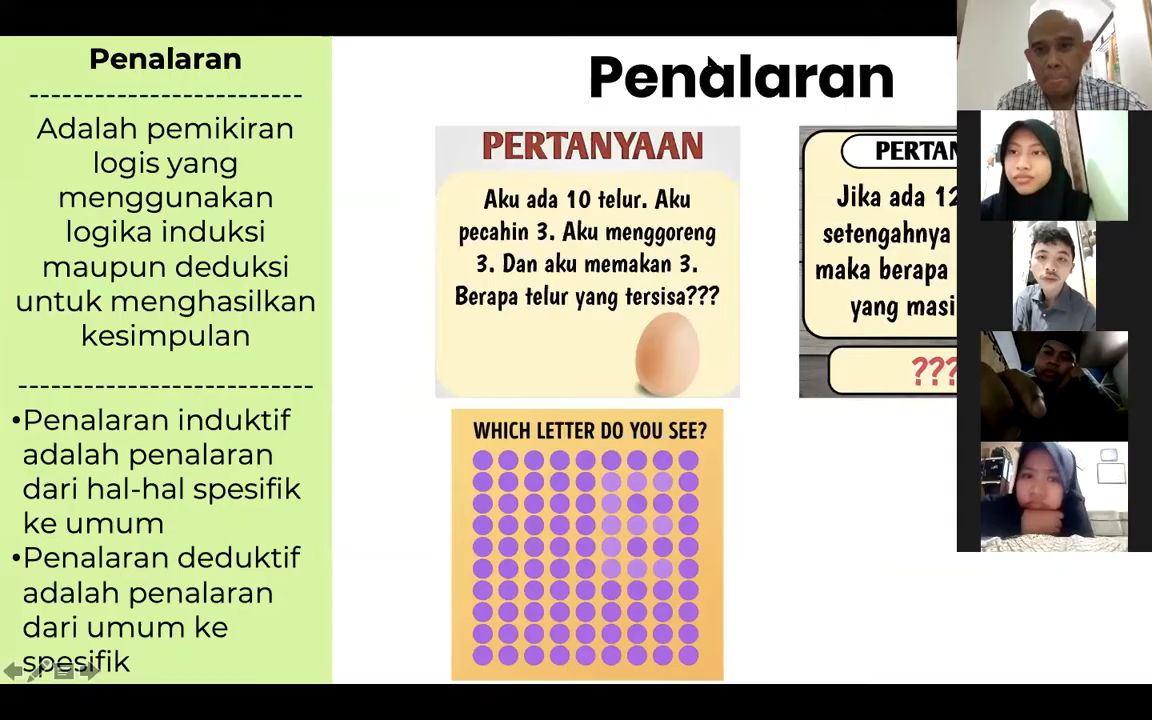 Penalaran
--------------------------
Adalah pemikiran
logis yang
menggunakan
logika induksi
maupun deduksi
untuk menghasilkan
kesimpulan
----------------------------
•Penalaran induktif
adalah penalaran
dari hal-hal spesifik
ke umum
•Penalaran deduktif
adalah penalaran
dari umum ke
spesifik
Penalaran
PERTANYAAN
Aku ada 10 telur. Aku
pecahin 3. Aku menggoreng
3. Dan aku memakan 3.
Berapa telur yang tersisa???
PERTAN
Jika ada 12
setengahnya
maka berapa
yang masi
???
WHICH LETTER DO YOU SEE?